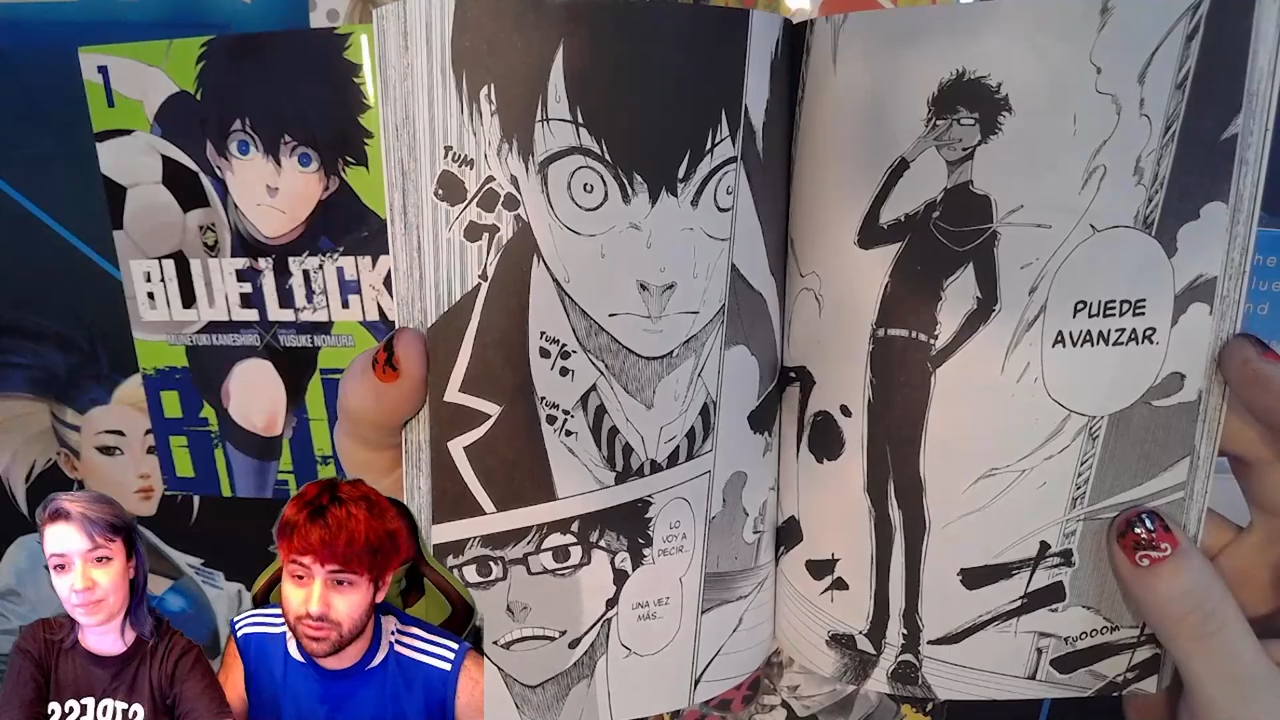 1
BLUE LOCK
MUNEYUKI KANESHIRO
YUSUKE NOMURA
TUM
TUM
TUM
LO
VOY A
DECIR...
UNA VEZ
MÁS...
PUEDE
AVANZAR.
FUOOOM
STRESS